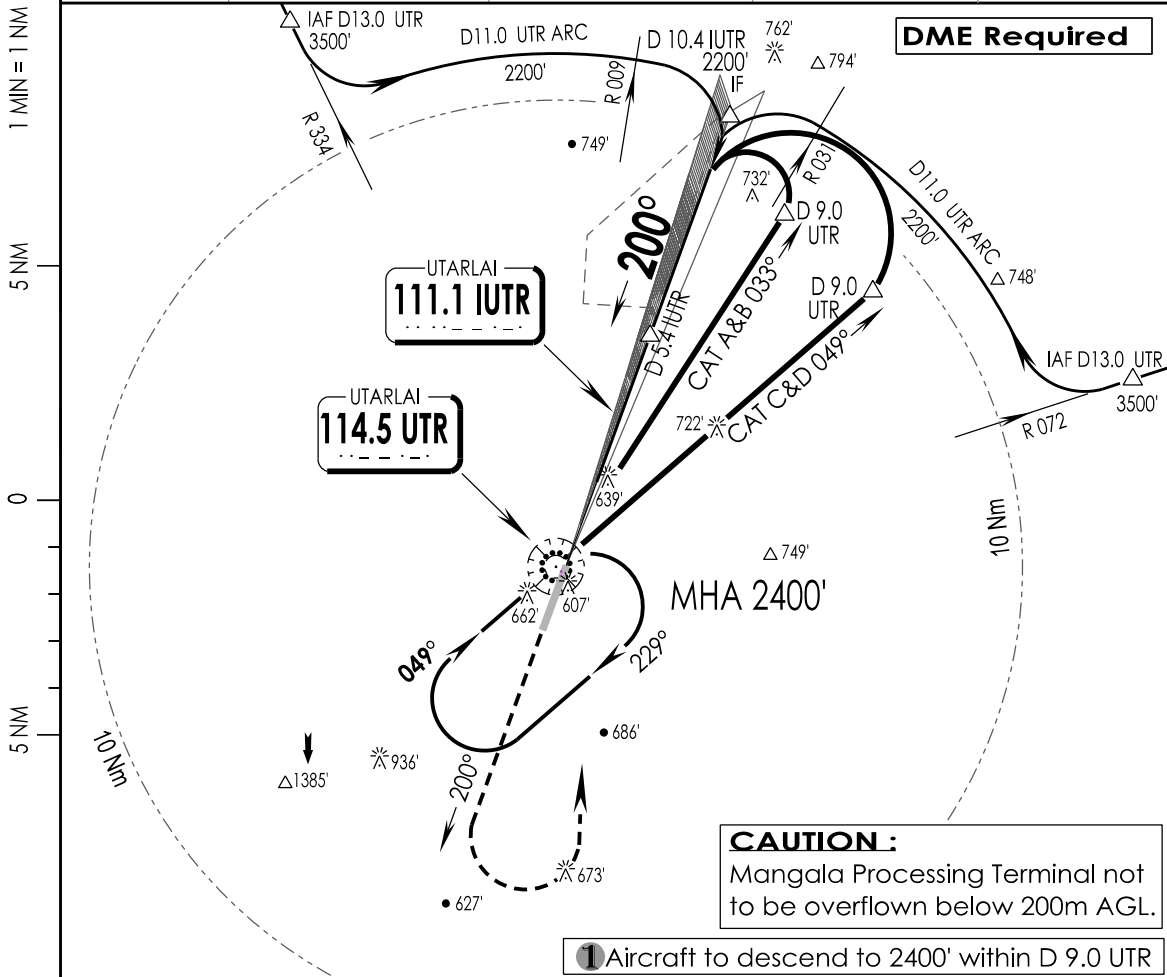 1 MIN = 1 NM
5 NM
0
5 NM
IAF D13.0 UTR
3500'
D11.0 UTR ARC
2200'
R 334
R 009
D 10.4 IUTR
2200'
IF
762'
794'
DME Required
749'
732'
R 031
D 9.0
UTR
D11.0 UTR ARC
2200'
748'
200°
UTARLAI
111.1 IUTR
D 5.4 IUTR
CAT A&B 033°
D 9.0
UTR
CAT C&D 049°
IAF D13.0 UTR
3500'
R 072
UTARLAI
114.5 UTR
722'
639'
10 Nm
749'
MHA 2400'
662'
607'
049°
229°
686'
10 Nm
936'
1385'
200°
673'
627'
CAUTION :
Mangala Processing Terminal not
to be overflown below 200m AGL.
1 Aircraft to descend to 2400' within D 9.0 UTR